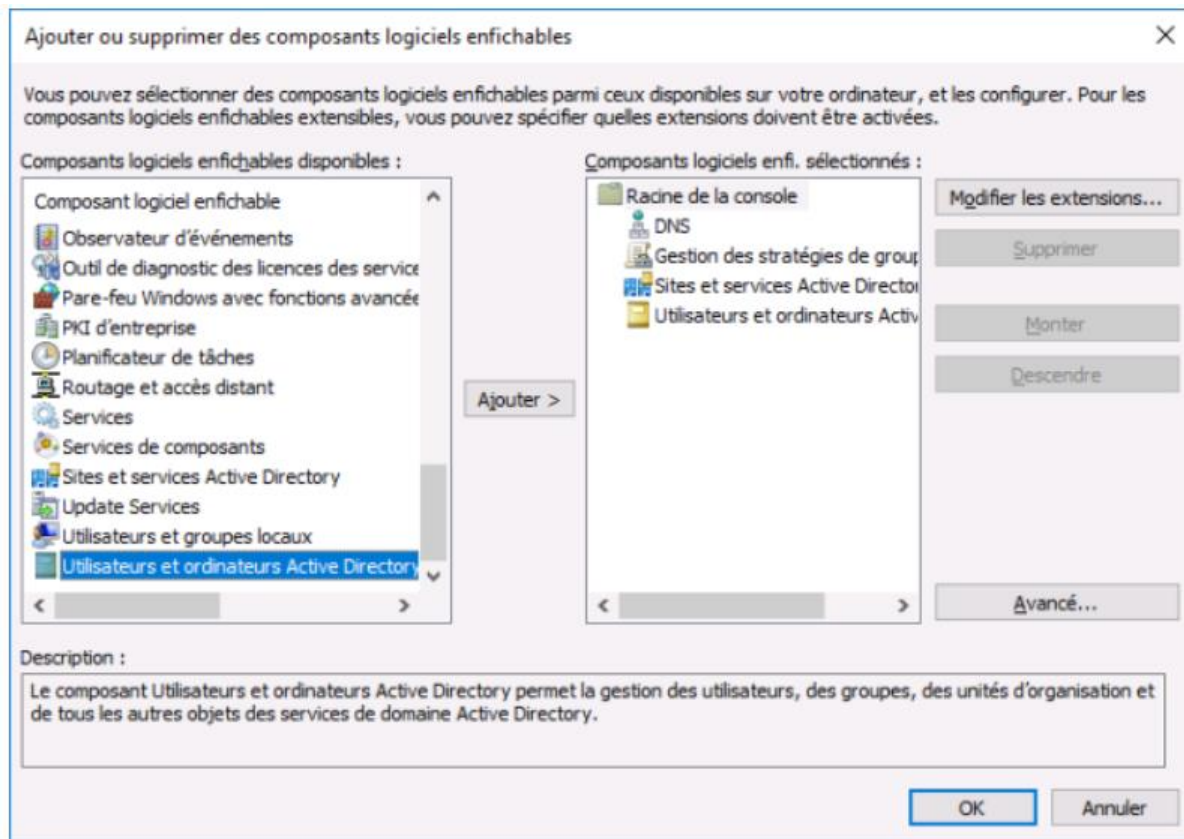 Ajouter ou supprimer des composants logiciels enfichables
Vous pouvez sélectionner des composants logiciels enfichables parmi ceux disponibles sur votre ordinateur, et les configurer. Pour les
composants logiciels enfichables extensibles, vous pouvez spécifier quelles extensions doivent être activées.
Composants logiciels enfichables disponibles :
Composant logiciel enfichable
Observateur d'événements
Outil de diagnostic des licences des service
Pare-feu Windows avec fonctions avancée
PKI d'entreprise
Planificateur de tâches
Routage et accès distant
Services
Services de composants
Sites et services Active Directory
Update Services
Utilisateurs et groupes locaux
Utilisateurs et ordinateurs Active Directory
Ajouter >
Composants logiciels enfi. sélectionnés :
Racine de la console
DNS
Gestion des stratégies de group
Sites et services Active Director
Utilisateurs et ordinateurs Activ
Modifier les extensions...
Supprimer
Monter
Descendre
Avancé...
Description :
Le composant Utilisateurs et ordinateurs Active Directory permet la gestion des utilisateurs, des groupes, des unités d'organisation et
de tous les autres objets des services de domaine Active Directory.
OK
Annuler